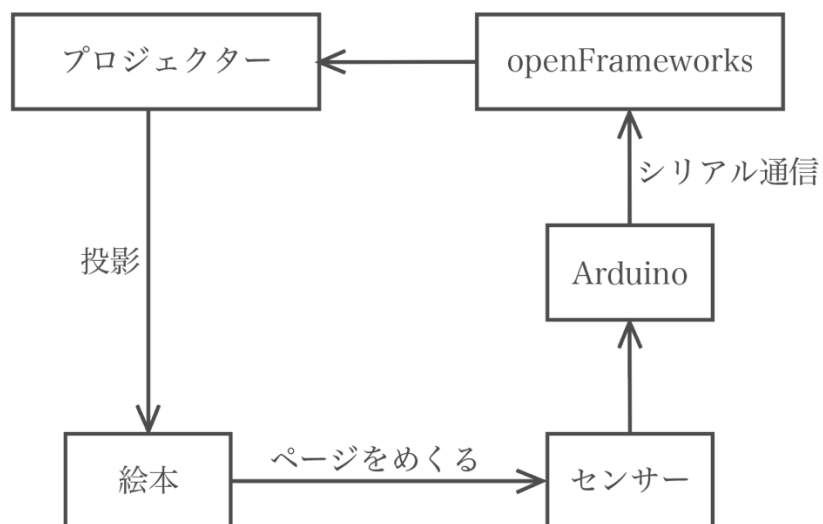 プロジェクター
openFrameworks
シリアル通信
投影
Arduino
ページをめくる
絵本
センサー